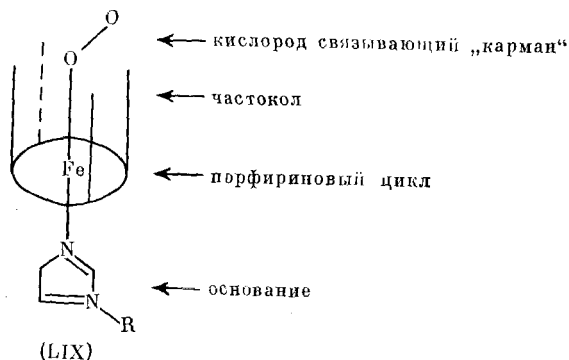 O
O
кислород связывающий „карман“
частокол
Fe
порфириновый цикл
N
N
основание
R
(LIX)